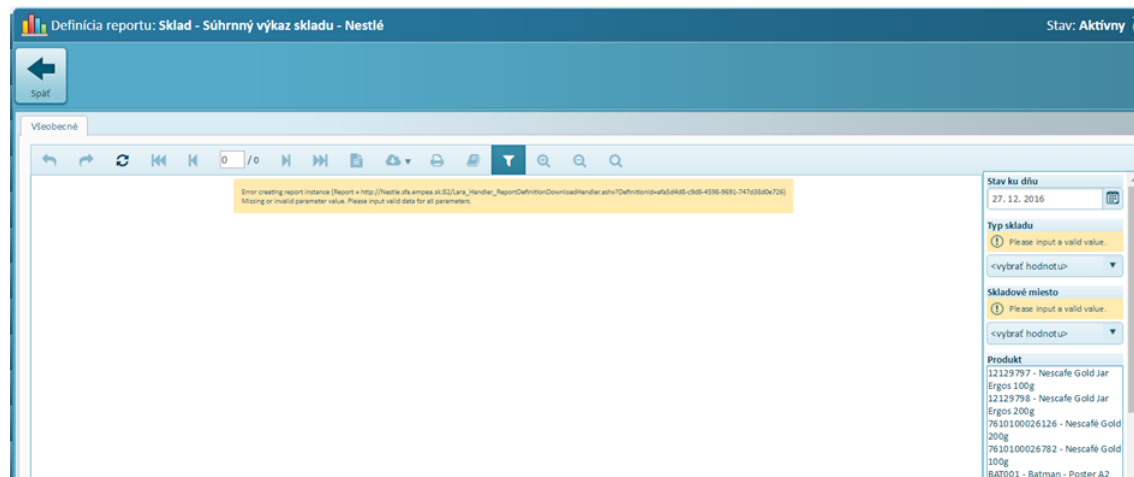 Definícia reportu: Sklad - Súhrnný výkaz skladu - Nestlé
Stav: Aktívny
Späť
Všeobecné
0 / 0
Error creating report instance (Report = http://Nestle.sfa.empea.sk:82/Lara_Handler_ReportDefinitionDownloadHandler.ashx?DefinitionId=afa5d4d8-c9d8-4598-9691-747d38d0e726)
Missing or invalid parameter value. Please input valid data for all parameters.
Stav ku dňu
27. 12. 2016
Typ skladu
Please input a valid value.
<vybrať hodnotu>
Skladové miesto
Please input a valid value.
<vybrať hodnotu>
Produkt
12129797 - Nescafe Gold Jar
Ergos 100g
12129798 - Nescafe Gold Jar
Ergos 200g
7610100026126 - Nescafé Gold
200g
7610100026782 - Nescafé Gold
100g
BAT001 - Batman - Poster A2